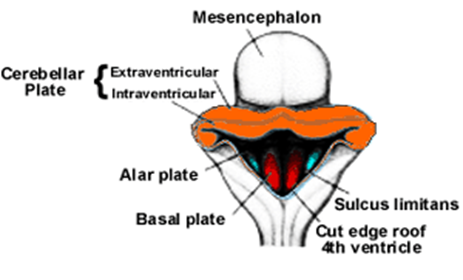 Mesencephalon
Cerebellar
Plate
Extraventricular
Intraventricular
Alar plate
Basal plate
Sulcus limitans
Cut edge roof
4th ventricle